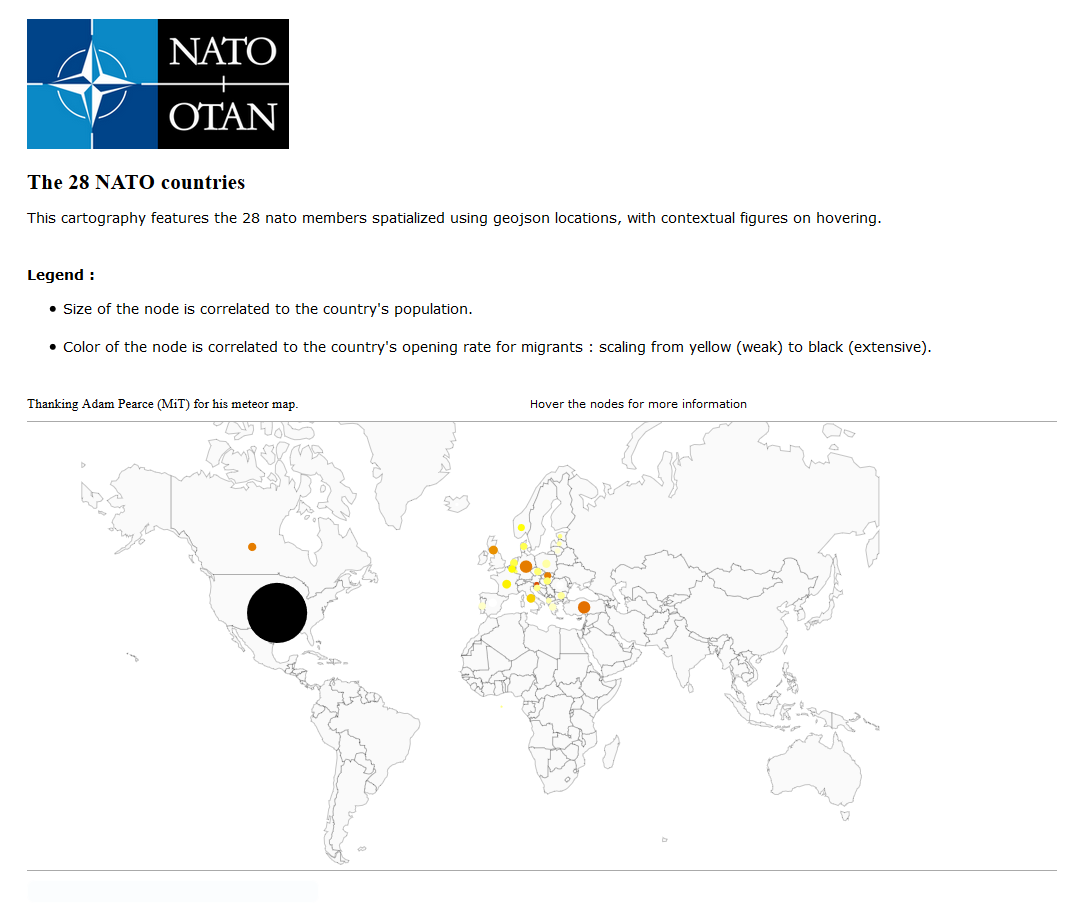 NATO
OTAN
The 28 NATO countries
This cartography features the 28 nato members spatialized using geojson locations, with contextual figures on hovering.
Legend :
• Size of the node is correlated to the country's population.
• Color of the node is correlated to the country's opening rate for migrants : scaling from yellow (weak) to black (extensive).
Thanking Adam Pearce (MiT) for his meteor map.
Hover the nodes for more information